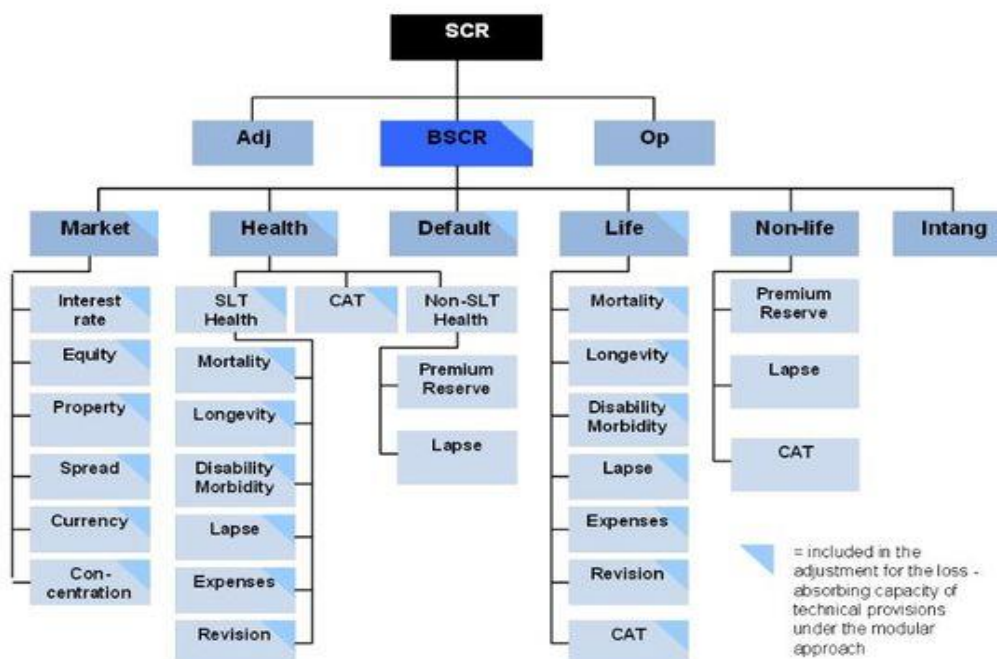 SCR
Adj
BSCR
Op
Market
Health
Default
Life
Non-life
Intang
Interest
rate
Equity
Property
Spread
Currency
Con-
centration
SLT
Health
CAT
Non-SLT
Health
Mortality
Longevity
Disability
Morbidity
Lapse
Expenses
Revision
Premium
Reserve
Lapse
Mortality
Longevity
Disability
Morbidity
Lapse
Expenses
Revision
CAT
Premium
Reserve
Lapse
CAT
= included in the
adjustment for the loss -
absorbing capacity of
technical provisions
under the modular
approach